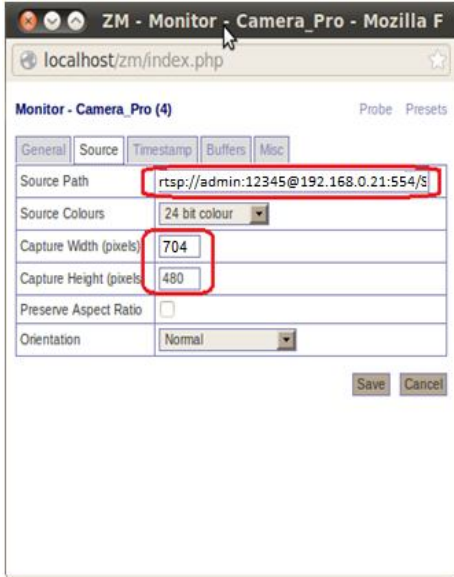 ZM - Monitor - Camera_Pro - Mozilla F
localhost/zm/index.php
Monitor - Camera_Pro (4) Probe Presets
General Source Timestamp Buffers Misc
Source Path rtsp://admin:12345@192.168.0.21:554/S
Source Colours 24 bit colour
Capture Width (pixels) 704
Capture Height (pixels 480
Preserve Aspect Ratio
Orientation Normal
Save Cancel